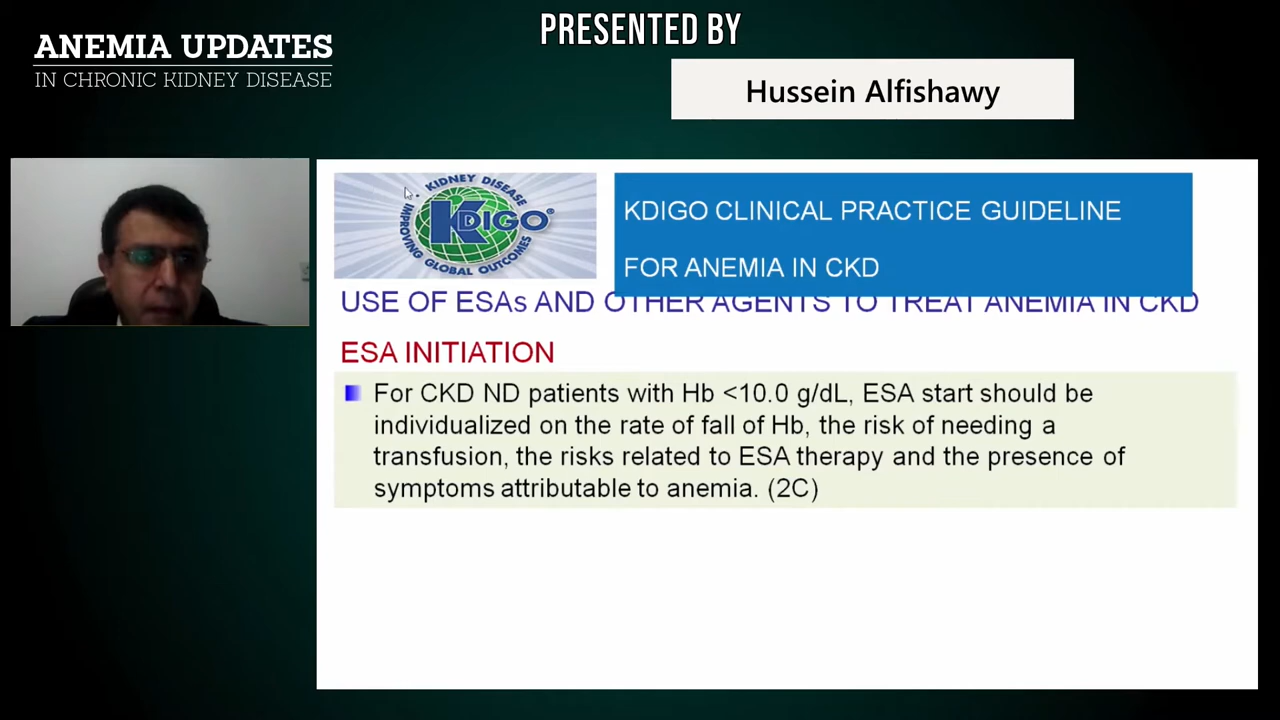 PRESENTED BY
ANEMIA UPDATES
IN CHRONIC KIDNEY DISEASE
Hussein Alfishawy
KIDNEY DISEASE
KDIGO®
IMPROVING GLOBAL OUTCOMES
KDIGO CLINICAL PRACTICE GUIDELINE
FOR ANEMIA IN CKD
USE OF ESAs AND OTHER AGENTS TO TREAT ANEMIA IN CKD
ESA INITIATION
For CKD ND patients with Hb <10.0 g/dL, ESA start should be
individualized on the rate of fall of Hb, the risk of needing a
transfusion, the risks related to ESA therapy and the presence of
symptoms attributable to anemia. (2C)